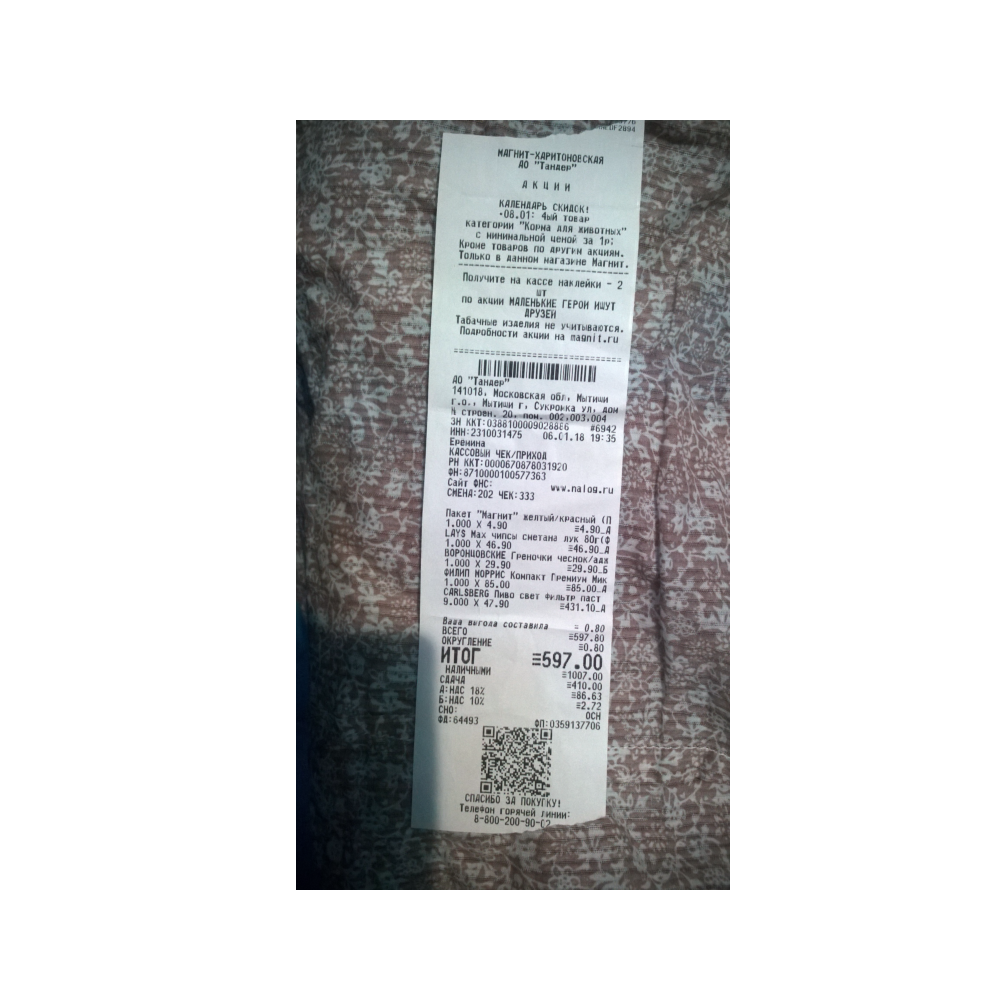 МАГНИТ-ХАРИТОНОВСКАЯ
АО "Тандер"
АКЦИИ
КАЛЕНДАРЬ СКИДОК!
-08.01: 4ый товар
категории "Корма для животных"
с минимальной ценой за 1р;
Кроме товаров по другим акциям.
Только в данном магазине Магнит.
Получите на кассе наклейки - 2
шт
по акции МАЛЕНЬКИЕ ГЕРОИ ИЩУТ
ДРУЗЕЙ
Табачные изделия не учитываются.
Подробности акции на magnit.ru
АО "Тандер"
141018, Московская обл, Мытищи
г.о., Мытищи г, Сукромка ул, дом
строен. 20, пом. 002,003,004
ЗН ККТ:0388100009028886 #6942
ИНН:2310031475 06.01.18 19:35
Еремина
КАССОВЫЙ ЧЕК/ПРИХОД
РН ККТ:0000670878031920
ФН:8710000100577363
Сайт ФНС: www.nalog.ru
СМЕНА:202 ЧЕК:333
Пакет "Магнит" желтый/красный (П
1.000 X 4.90 ≡4.90_А
LAYS Max чипсы сметана лук 80г(Ф
1.000 X 46.90 ≡46.90_А
ВОРОНЦОВСКИЕ Гренočки чеснок/адж
1.000 X 29.90 ≡29.90_Б
ФИЛИП МОРРИС Компакт Премиум Мик
1.000 X 85.00 ≡85.00_А
CARLSBERG Пиво свет фильтр паст
9.000 X 47.90 ≡431.10_А
Ваша выгода составила = 0.80
ВСЕГО ≡597.80
ОКРУГЛЕНИЕ ≡0.80
ИТОГ ≡597.00
НАЛИЧНЫМИ ≡1007.00
СДАЧА ≡410.00
А:НДС 18% ≡86.63
Б:НДС 10% ≡2.72
СНО: ОСН
ФД:64493 ФП:0359137706
СПАСИБО ЗА ПОКУПКУ!
Телефон горячей линии:
8-800-200-90-02